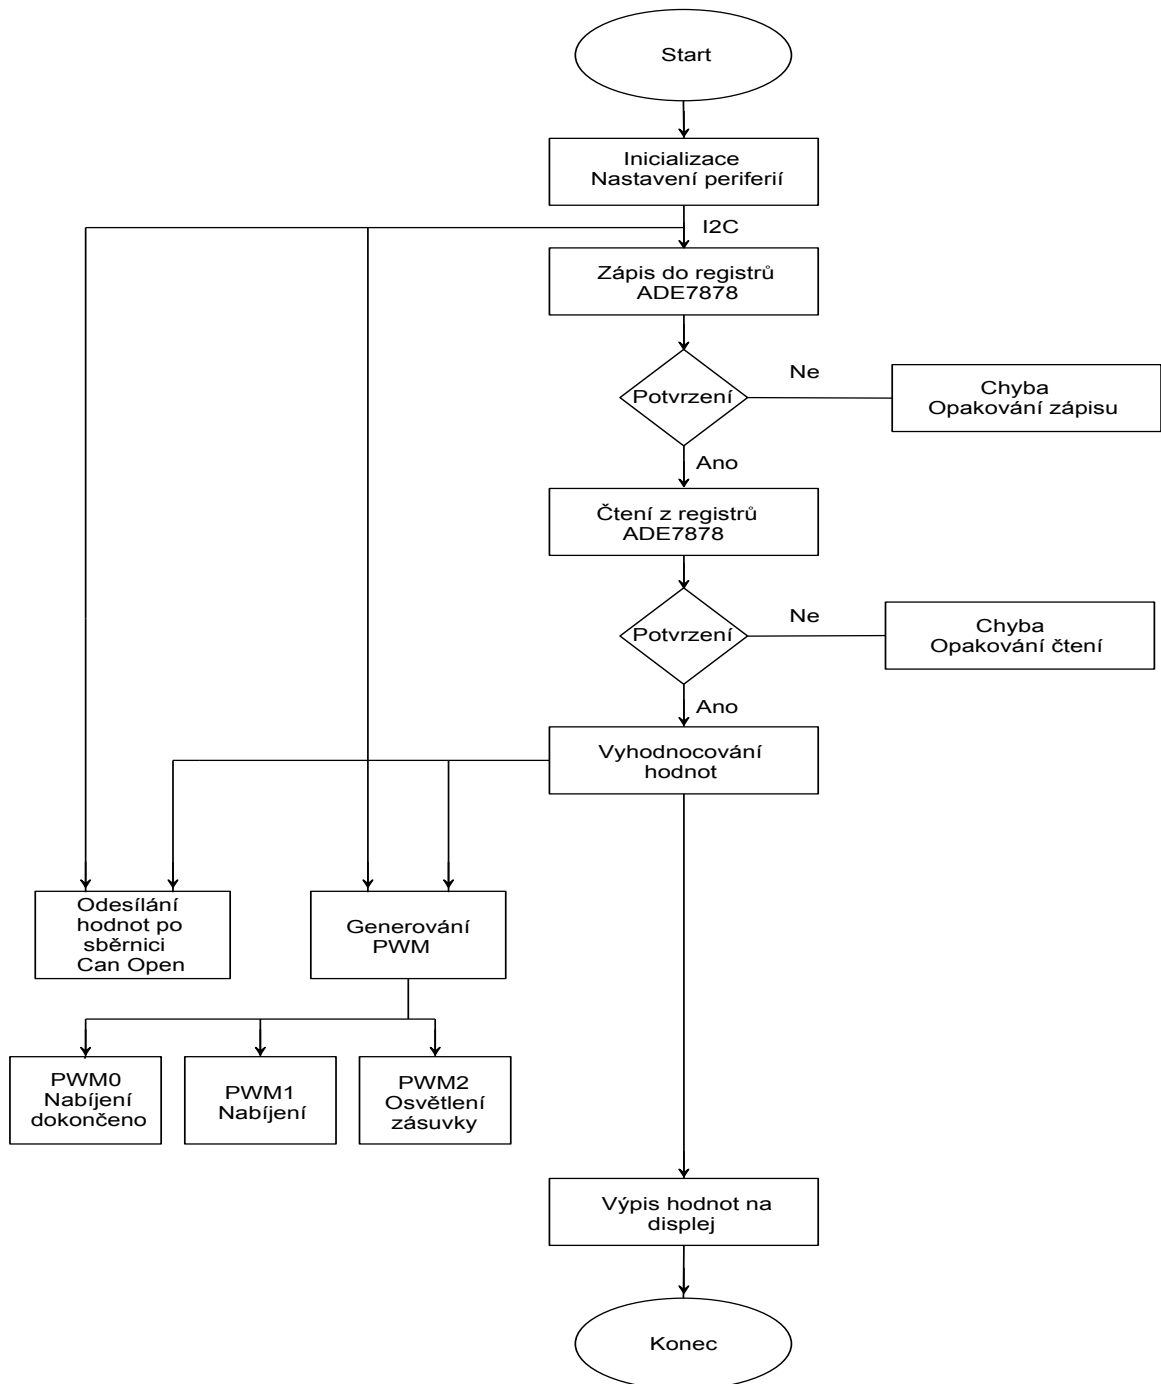 Start
Inicializace
Nastavení periferií
I2C
Zápis do registrů
ADE7878
Potvrzení
Ne
Chyba
Opakování zápisu
Ano
Čtení z registrů
ADE7878
Potvrzení
Ne
Chyba
Opakování čtení
Ano
Vyhodnocování
hodnot
Odesílání
hodnot po
sběrnici
Can Open
Generování
PWM
PWM0
Nabíjení
dokončeno
PWM1
Nabíjení
PWM2
Osvětlení
zásuvky
Výpis hodnot na
displej
Konec